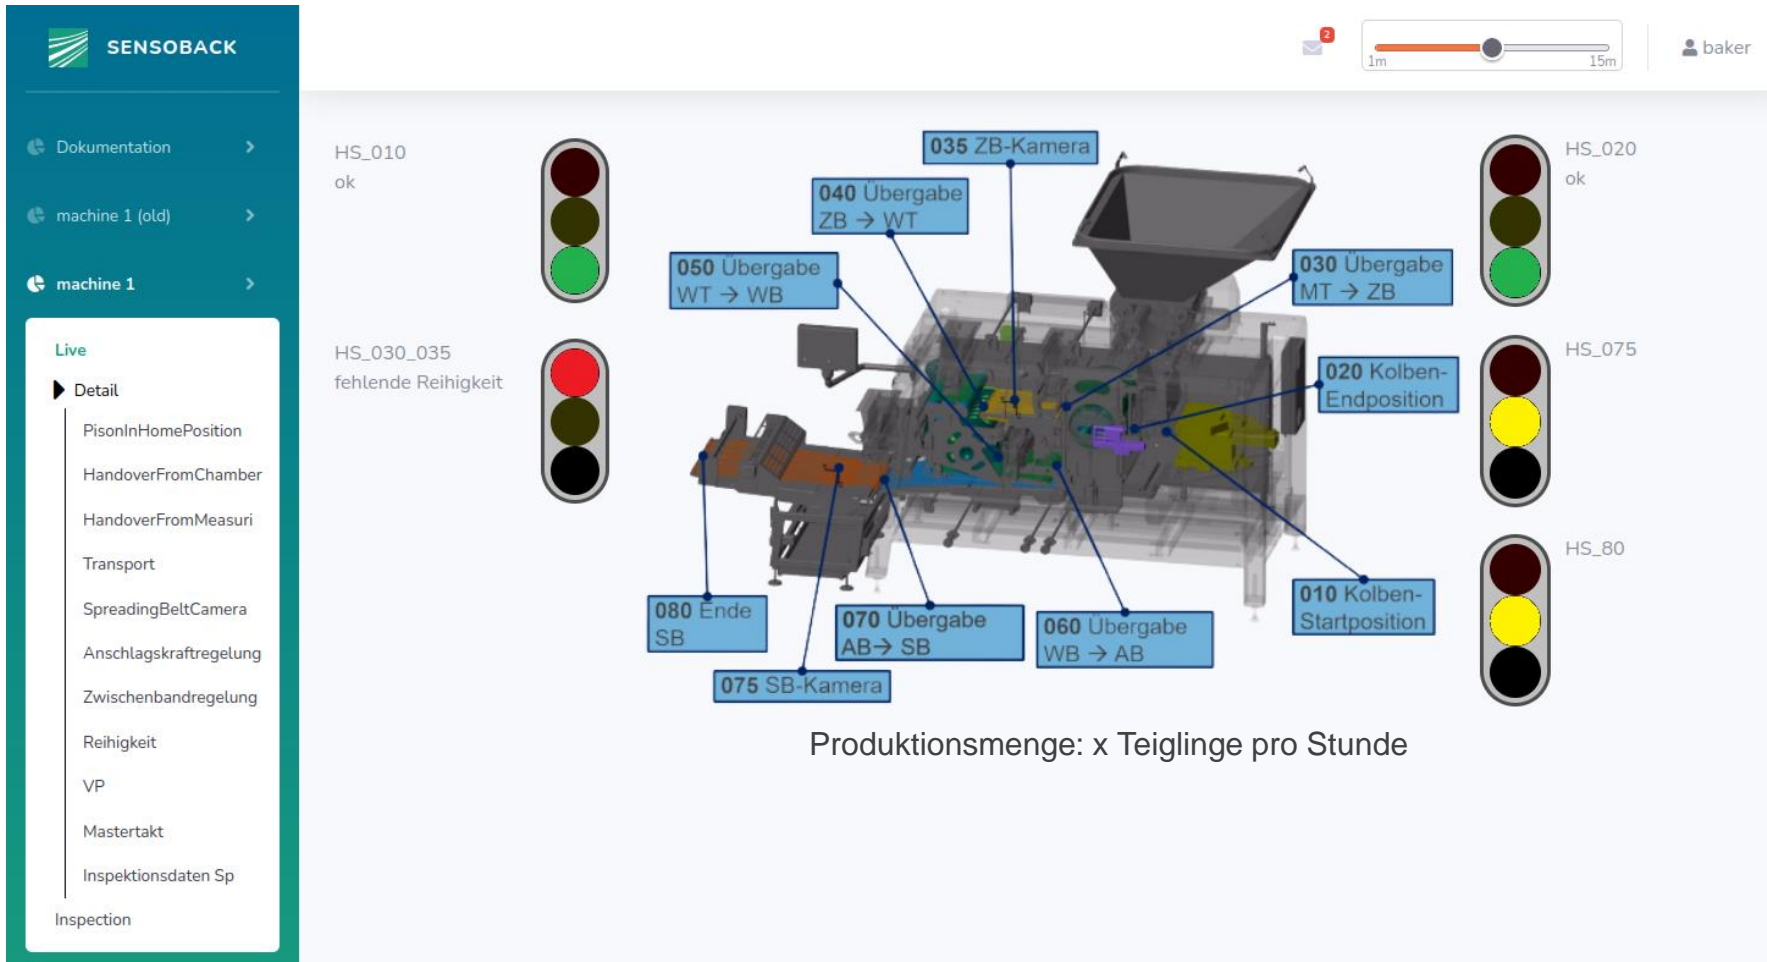 SENSOBACK
2
1m
15m
baker
Dokumentation
machine 1 (old)
machine 1
Live
Detail
PisonInHomePosition
HandoverFromChamber
HandoverFromMeasuri
Transport
SpreadingBeltCamera
Anschlagskraftregelung
Zwischenbandregelung
Reihigkeit
VP
Mastertakt
Inspektionsdaten Sp
Inspection
HS_010
ok
HS_030_035
fehlende Reihigkeit
035 ZB-Kamera
040 Übergabe
ZB → WT
050 Übergabe
WT → WB
030 Übergabe
MT → ZB
020 Kolben-
Endposition
010 Kolben-
Startposition
080 Ende
SB
070 Übergabe
AB→ SB
060 Übergabe
WB → AB
075 SB-Kamera
HS_020
ok
HS_075
HS_80
Produktionsmenge: x Teiglinge pro Stunde